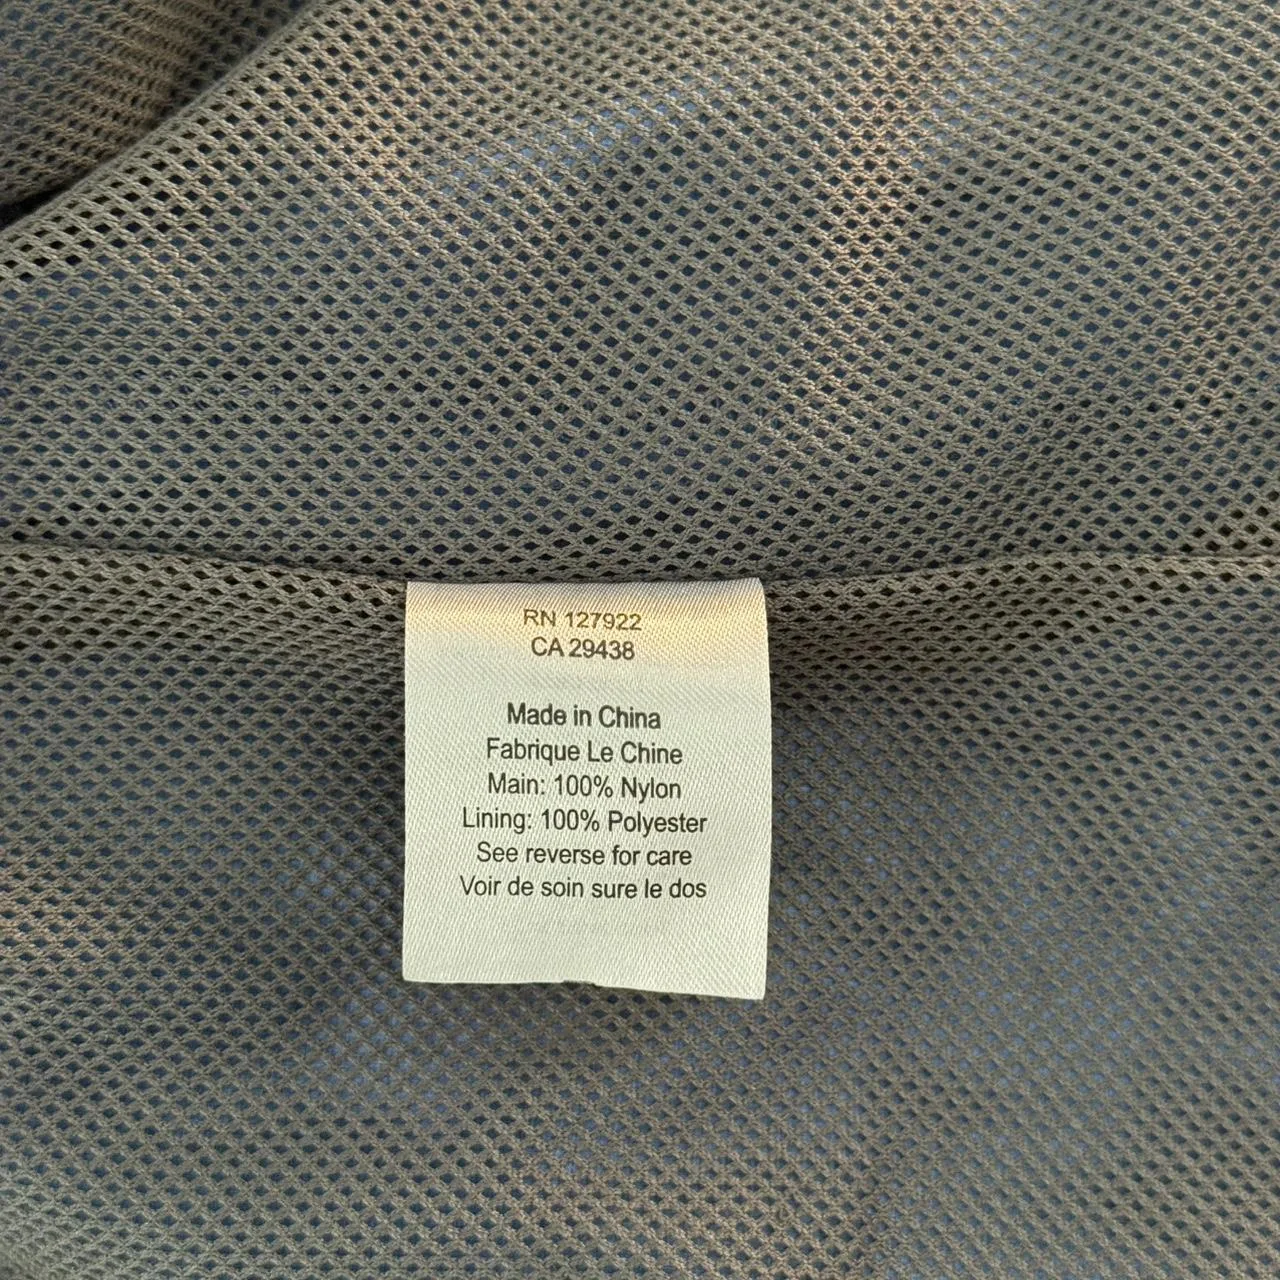 RN 127922
CA 29438
Made in China
Fabrique Le Chine
Main: 100% Nylon
Lining: 100% Polyester
See reverse for care
Voir de soin sure le dos